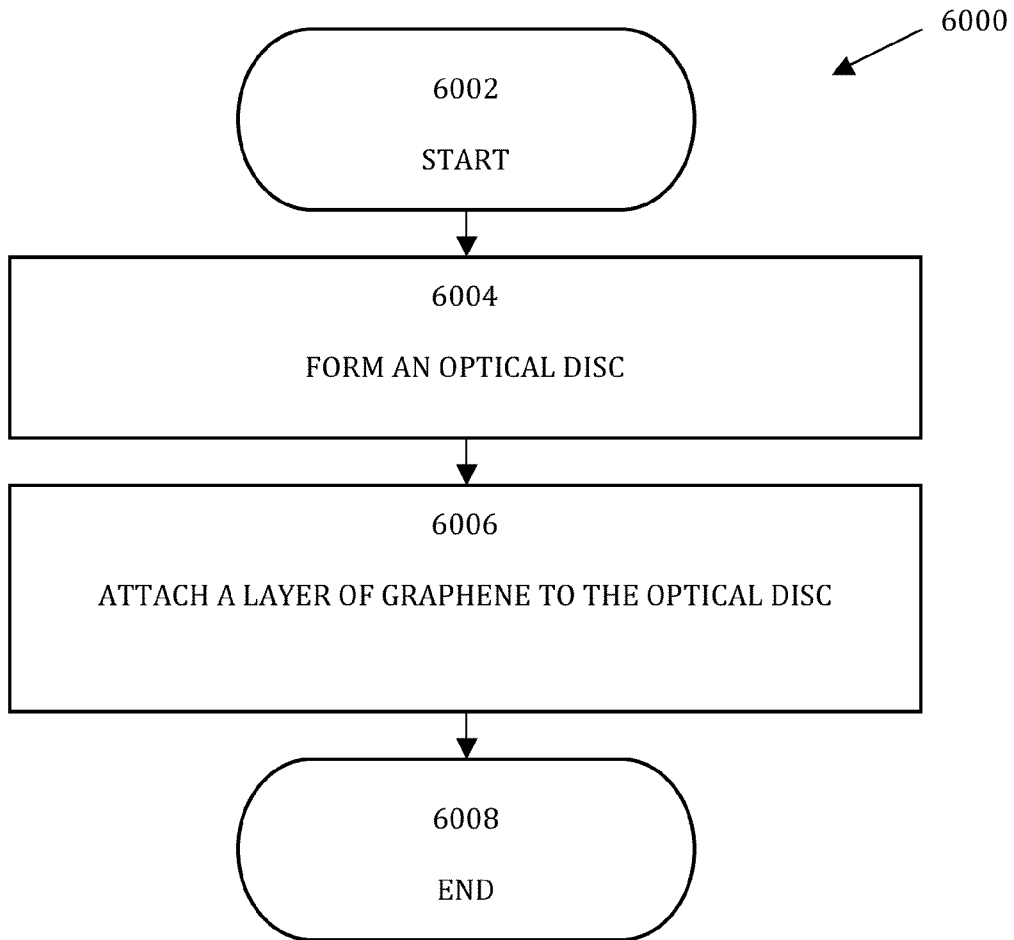 6000
6002
START
6004
FORM AN OPTICAL DISC
6006
ATTACH A LAYER OF GRAPHENE TO THE OPTICAL DISC
6008
END